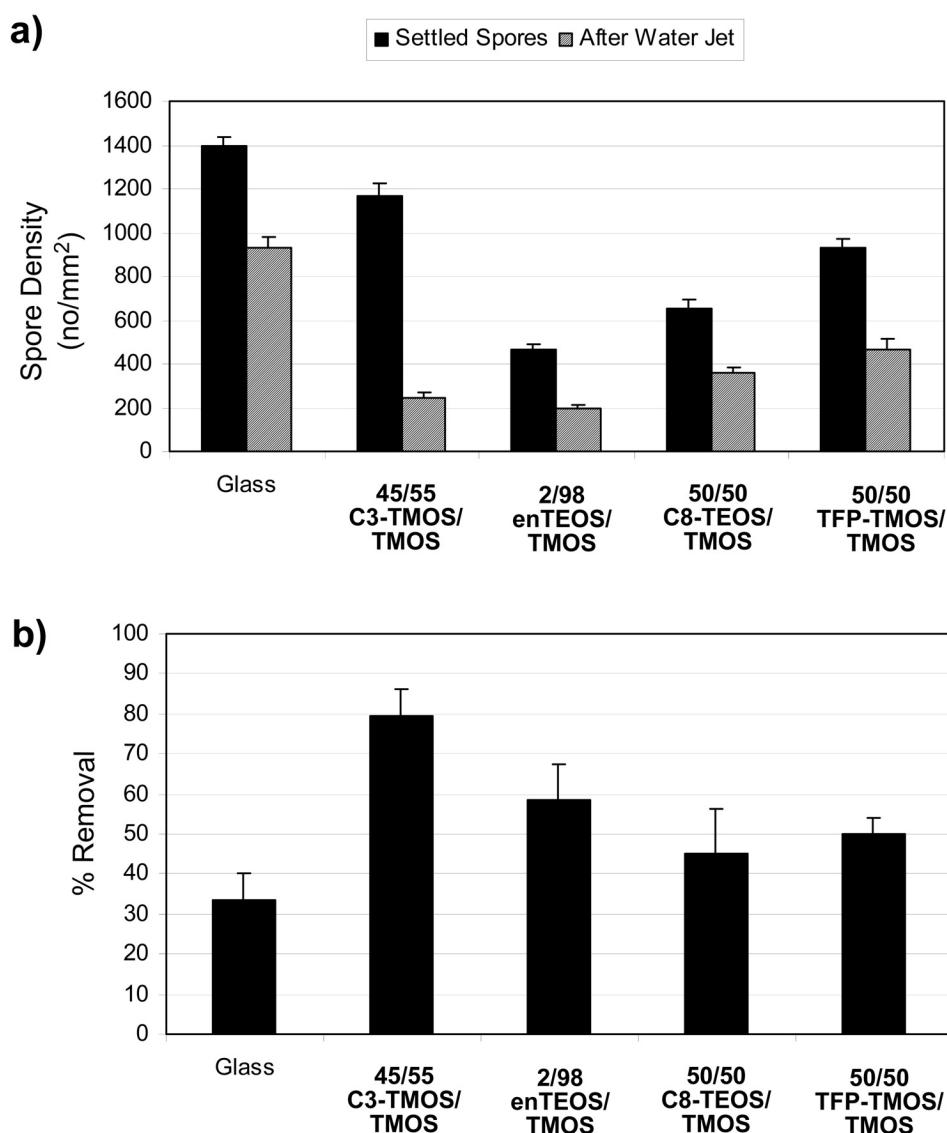 a)
Settled Spores After Water Jet
Spore Density
(no/mm²)
1600
1400
1200
1000
800
600
400
200
0
Glass
45/55
C3-TMOS/
TMOS
2/98
enTEOS/
TMOS
50/50
C8-TEOS/
TMOS
50/50
TFP-TMOS/
TMOS
b)
% Removal
100
90
80
70
60
50
40
30
20
10
0
Glass
45/55
C3-TMOS/
TMOS
2/98
enTEOS/
TMOS
50/50
C8-TEOS/
TMOS
50/50
TFP-TMOS/
TMOS